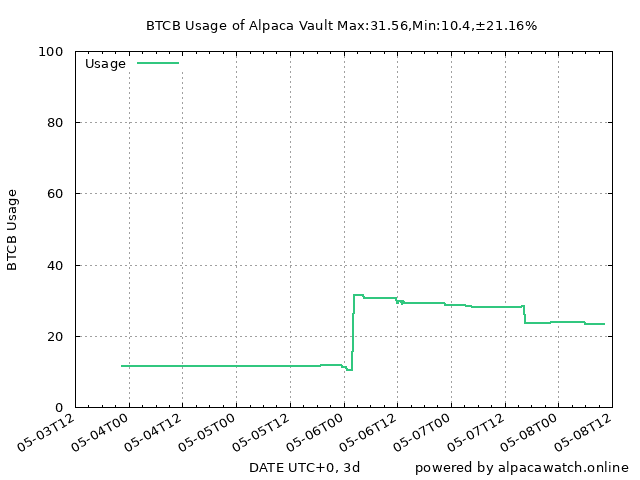 BTCB Usage of Alpaca Vault Max:31.56,Min:10.4,±21.16%
Usage
100
80
60
40
20
0
BTCB Usage
05-03T12
05-04T00
05-04T12
05-05T00
05-05T12
05-06T00
05-06T12
05-07T00
05-07T12
05-08T00
05-08T12
DATE UTC+0, 3d
powered by alpacawatch.online